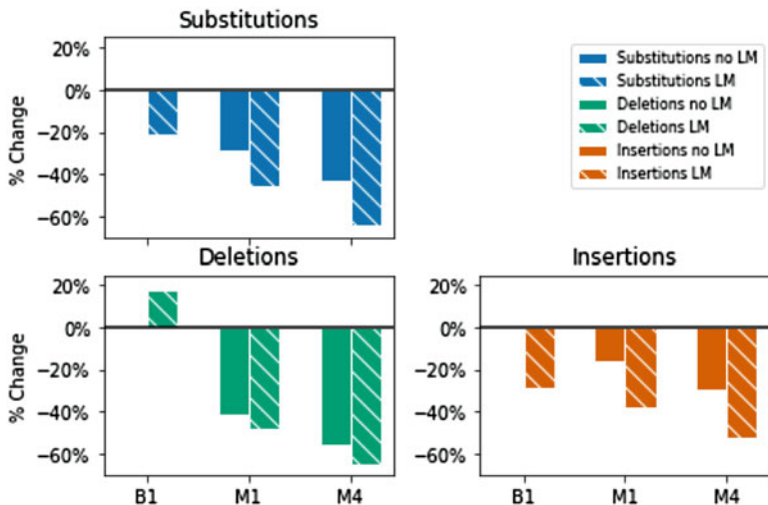 Substitutions
20%
0%
−20%
−40%
−60%
% Change
Substitutions no LM
Substitutions LM
Deletions no LM
Deletions LM
Insertions no LM
Insertions LM
Deletions
20%
0%
−20%
−40%
−60%
% Change
B1 M1 M4
Insertions
20%
0%
−20%
−40%
−60%
B1 M1 M4